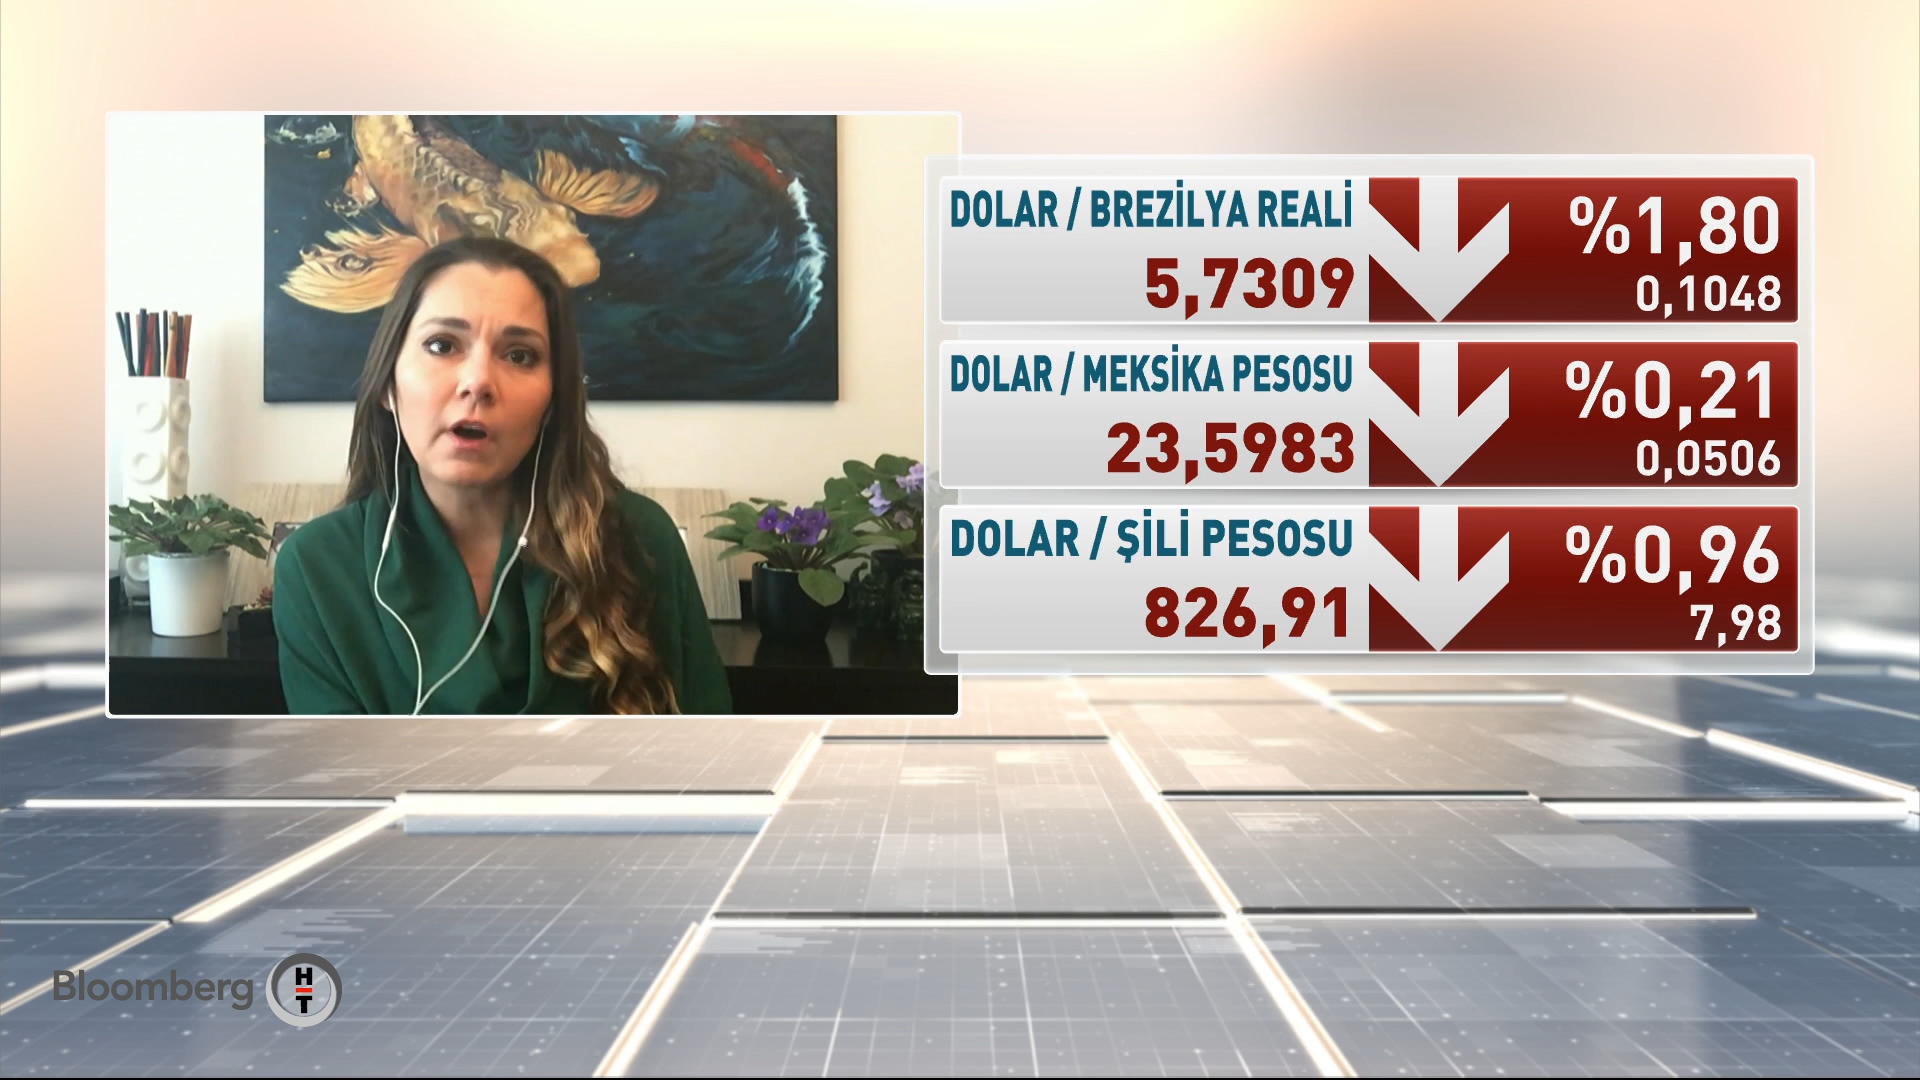 DOLAR / BREZİLYA REALİ
5,7309
%1,80
0,1048
DOLAR / MEKSİKA PESOSU
23,5983
%0,21
0,0506
DOLAR / ŞİLİ PESOSU
826,91
%0,96
7,98
Bloomberg HT